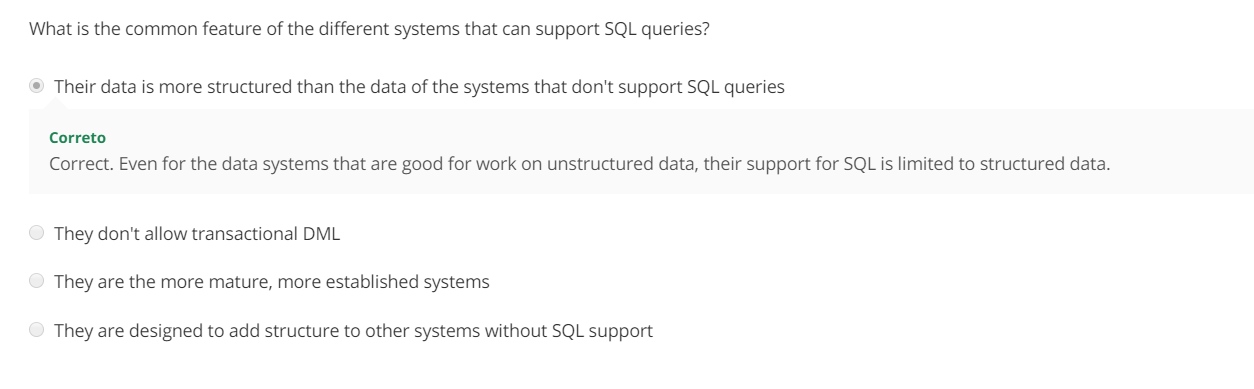 What is the common feature of the different systems that can support SQL queries?
Their data is more structured than the data of the systems that don't support SQL queries
Correto
Correct. Even for the data systems that are good for work on unstructured data, their support for SQL is limited to structured data.
They don't allow transactional DML
They are the more mature, more established systems
They are designed to add structure to other systems without SQL support